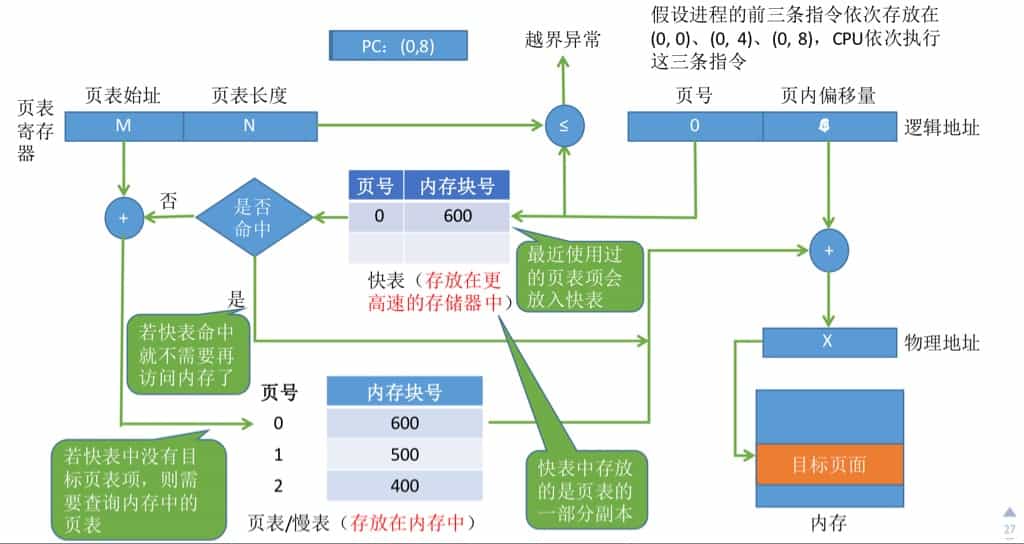 PC：(0,8)
越界异常
假设进程的前三条指令依次存放在
(0, 0)、(0, 4)、(0, 8)，CPU依次执行
这三条指令
页表始址 页表长度
页号 页内偏移量
页表
寄存
器
M N
≤
0
逻辑地址
页号 内存块号
0 600
是否
命中
否
+
+
最近使用过
的页表项会
放入快表
快表（存放在更
高速的存储器中）
是
若快表命中
就不需要再
访问内存了
X
物理地址
页号 内存块号
0 600
1 500
2 400
页表/慢表（存放在内存中）
若快表中没有目
标页表项，则需
要查询内存中的
页表
快表中存放
的是页表的
一部分副本
目标页面
内存
27